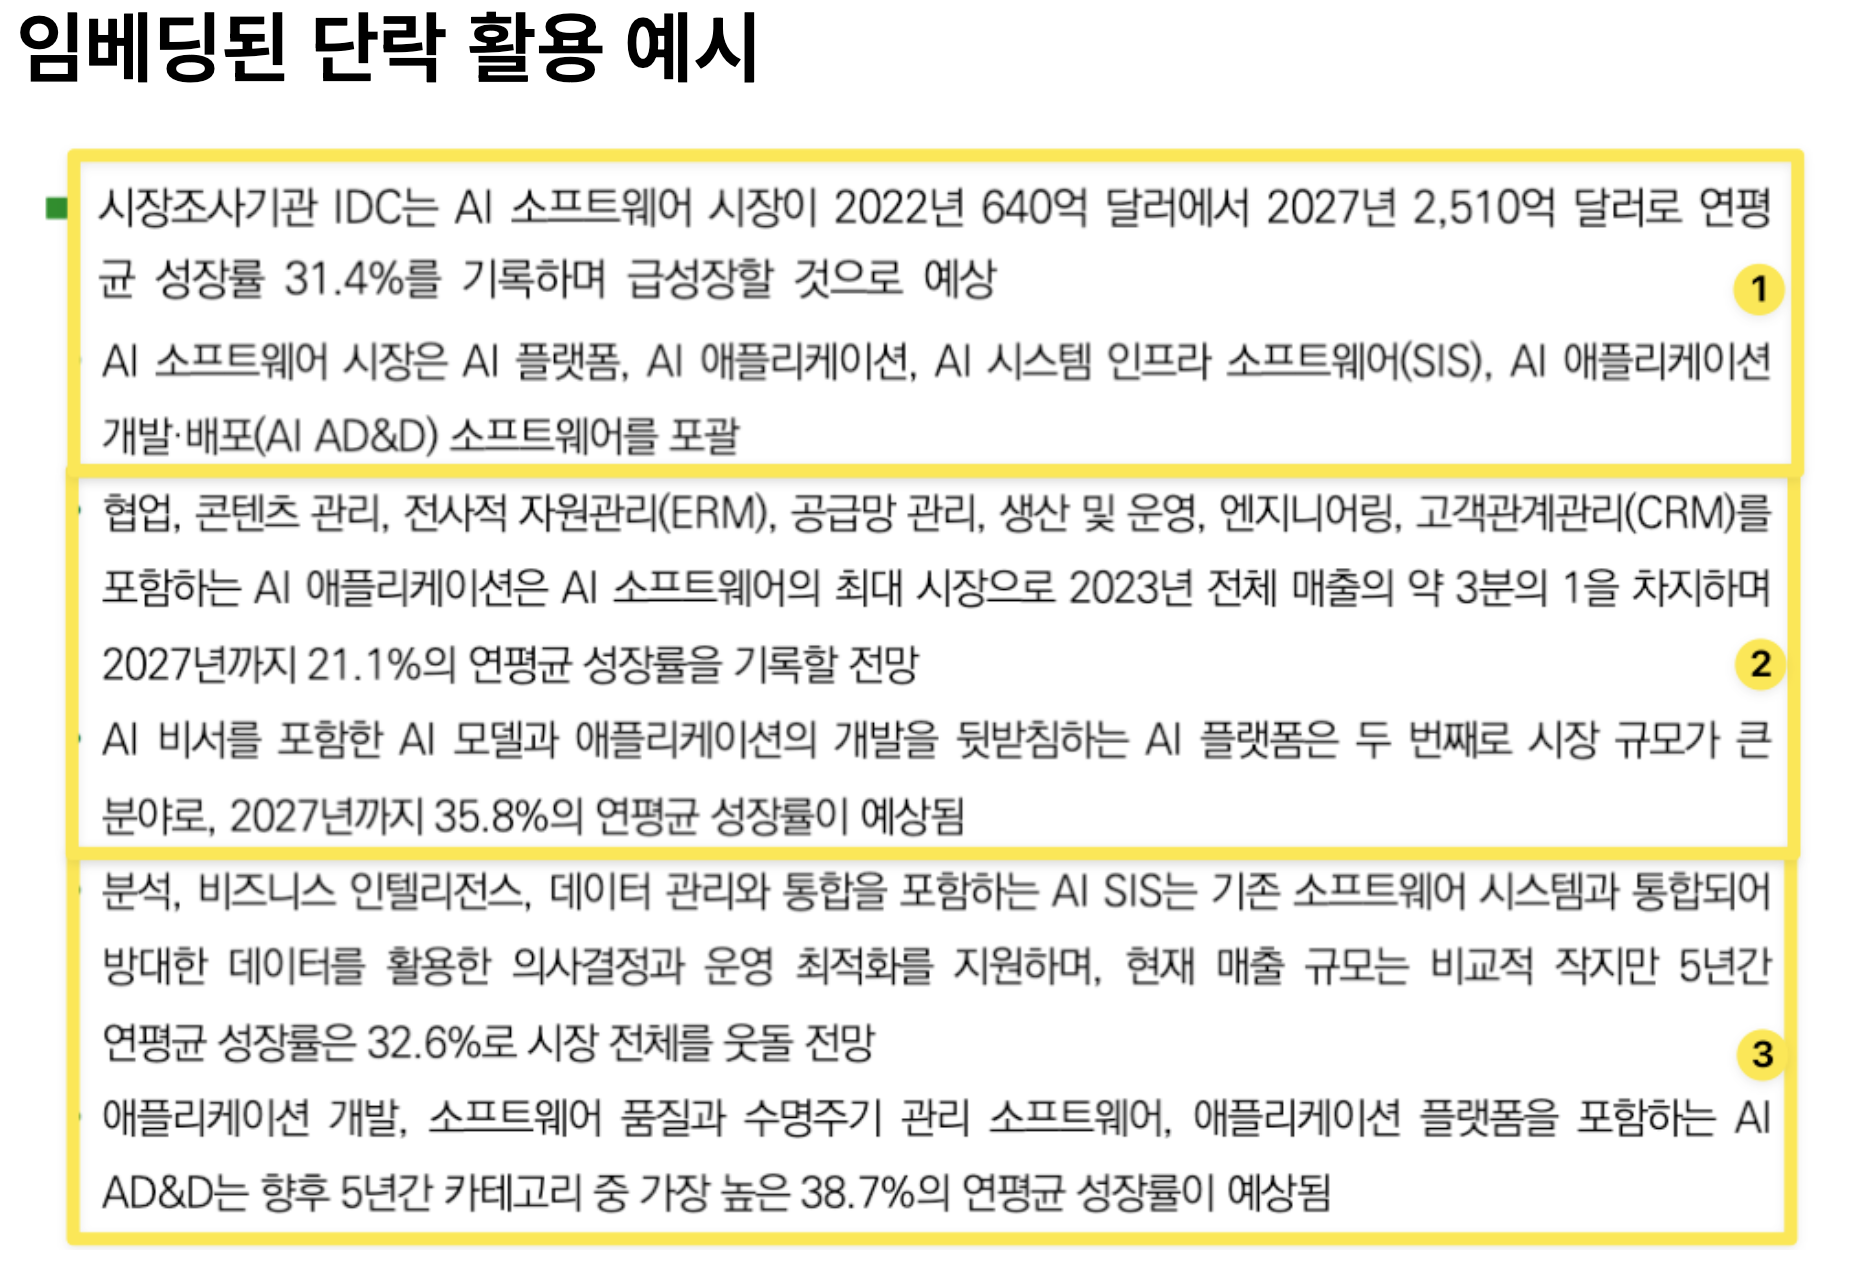 임베딩된 단락 활용 예시
시장조사기관 IDC는 AI 소프트웨어 시장이 2022년 640억 달러에서 2027년 2,510억 달러로 연평
균 성장률 31.4%를 기록하며 급성장할 것으로 예상
1
AI 소프트웨어 시장은 AI 플랫폼, AI 애플리케이션, AI 시스템 인프라 소프트웨어(SIS), AI 애플리케이션
개발·배포(AI AD&D) 소프트웨어를 포괄
협업, 콘텐츠 관리, 전사적 자원관리(ERM), 공급망 관리, 생산 및 운영, 엔지니어링, 고객관계관리(CRM)를
포함하는 AI 애플리케이션은 AI 소프트웨어의 최대 시장으로 2023년 전체 매출의 약 3분의 1을 차지하며
2027년까지 21.1%의 연평균 성장률을 기록할 전망
2
AI 비서를 포함한 AI 모델과 애플리케이션의 개발을 뒷받침하는 AI 플랫폼은 두 번째로 시장 규모가 큰
분야로, 2027년까지 35.8%의 연평균 성장률이 예상됨
분석, 비즈니스 인텔리전스, 데이터 관리와 통합을 포함하는 AI SIS는 기존 소프트웨어 시스템과 통합되어
방대한 데이터를 활용한 의사결정과 운영 최적화를 지원하며, 현재 매출 규모는 비교적 작지만 5년간
연평균 성장률은 32.6%로 시장 전체를 웃돌 전망
3
애플리케이션 개발, 소프트웨어 품질과 수명주기 관리 소프트웨어, 애플리케이션 플랫폼을 포함하는 AI
AD&D는 향후 5년간 카테고리 중 가장 높은 38.7%의 연평균 성장률이 예상됨